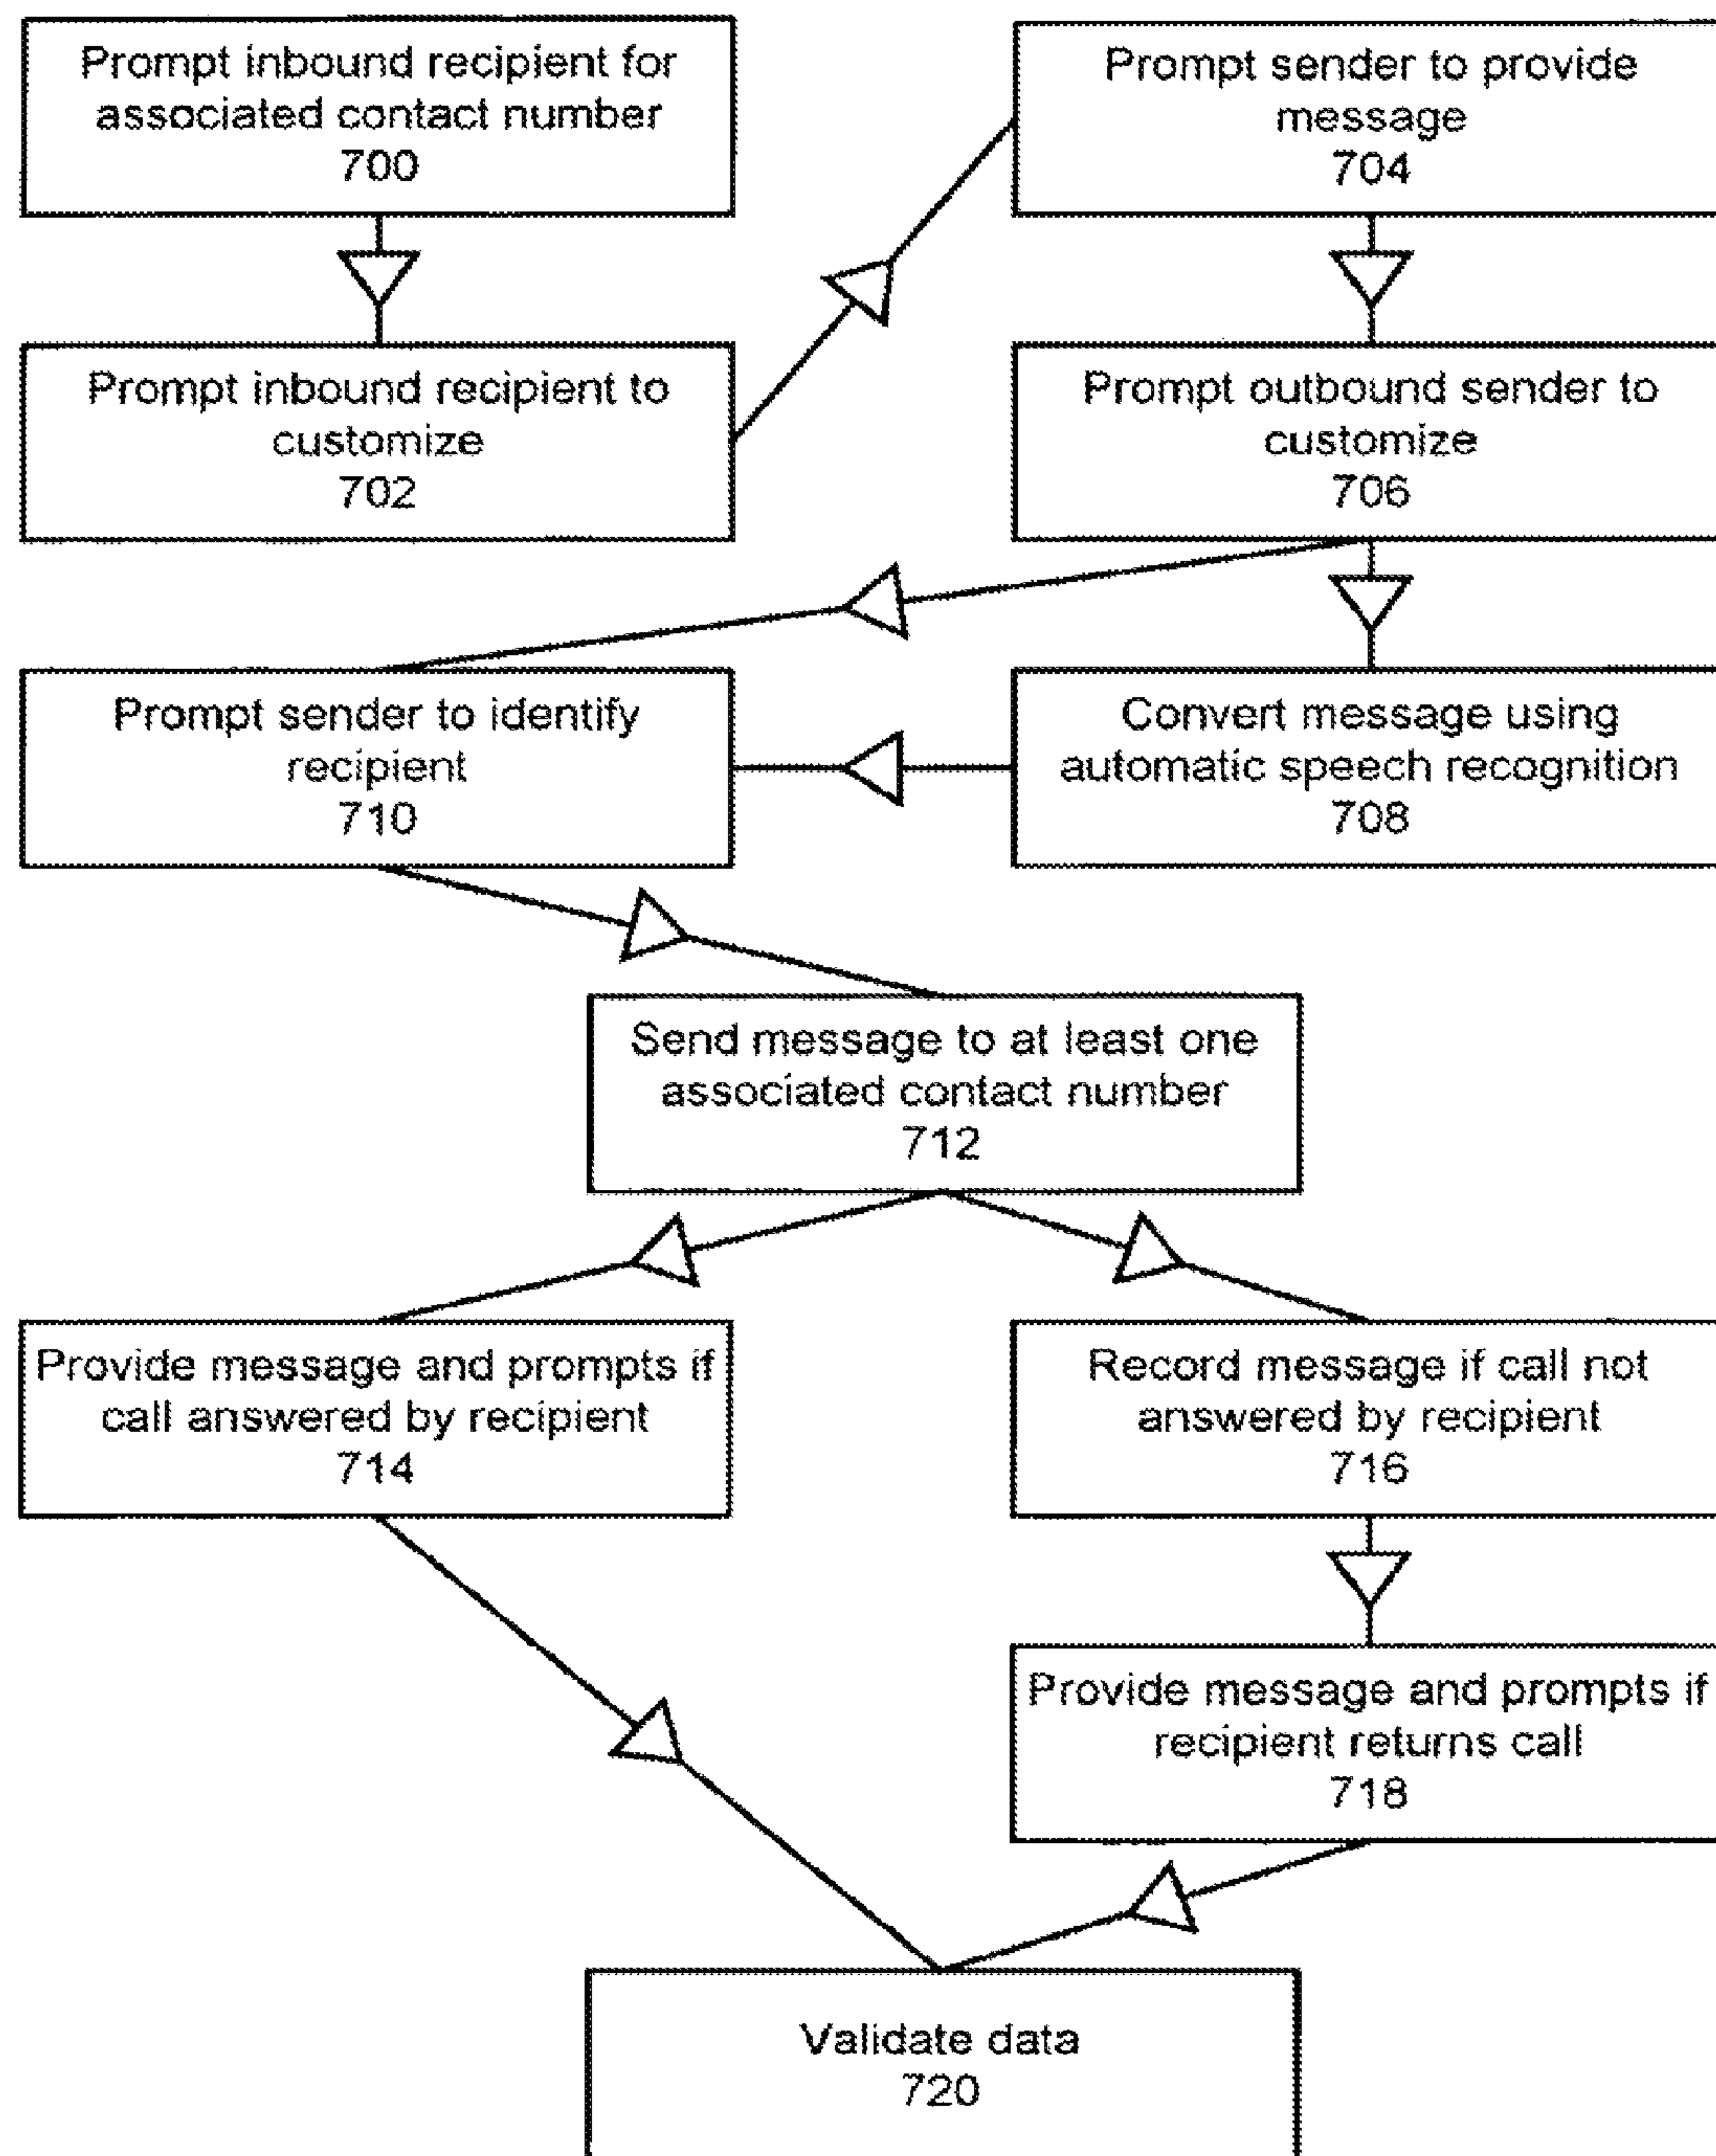 Prompt inbound recipient for
associated contact number
700
Prompt sender to provide
message
704
Prompt inbound recipient to
customize
702
Prompt outbound sender to
customize
706
Prompt sender to identify
recipient
710
Convert message using
automatic speech recognition
708
Send message to at least one
associated contact number
712
Provide message and prompts if
call answered by recipient
714
Record message if call not
answered by recipient
716
Provide message and prompts if
recipient returns call
718
Validate data
720